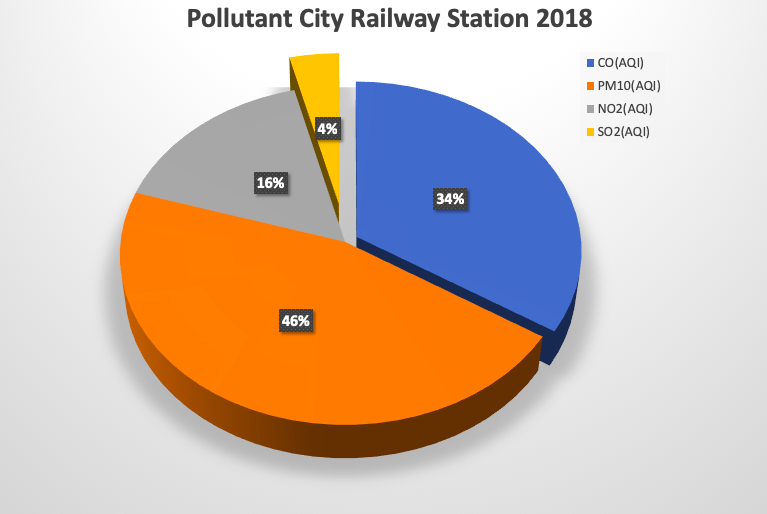 Pollutant City Railway Station 2018
CO(AQI)
PM10(AQI)
NO2(AQI)
SO2(AQI)
4%
16%
34%
46%